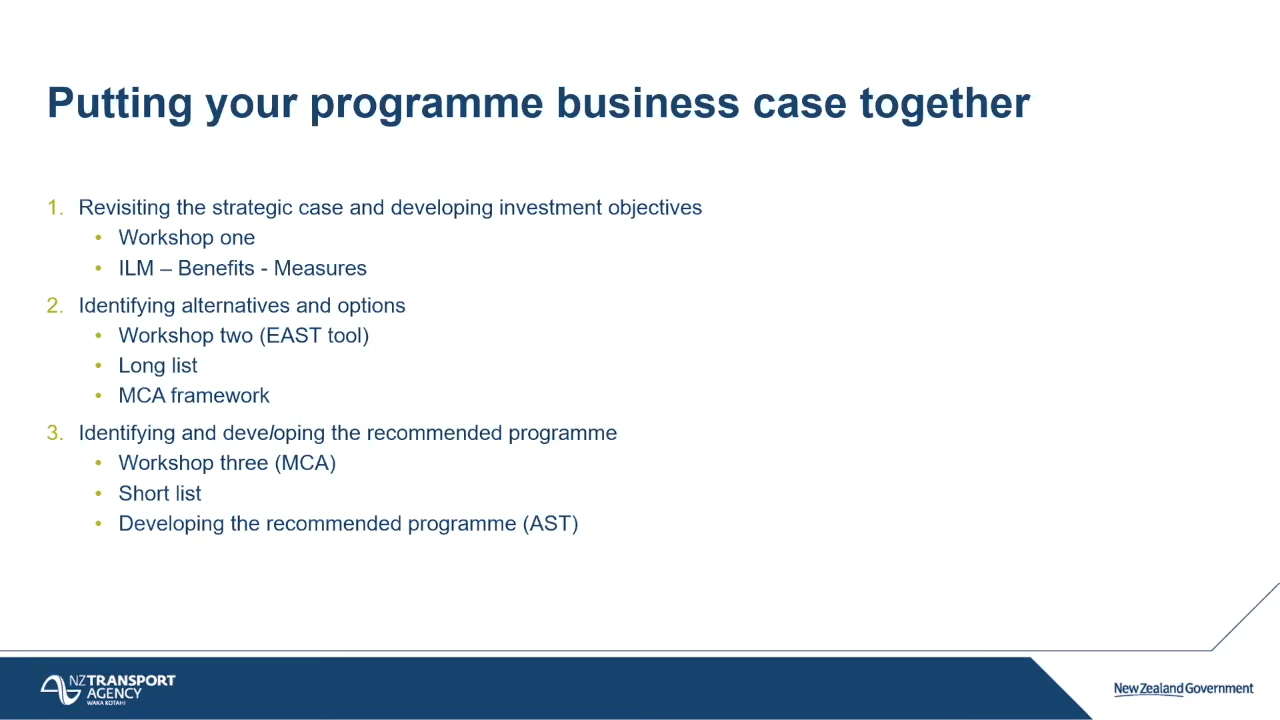 Putting your programme business case together
1. Revisiting the strategic case and developing investment objectives
• Workshop one
• ILM – Benefits - Measures
2. Identifying alternatives and options
• Workshop two (EAST tool)
• Long list
• MCA framework
3. Identifying and developing the recommended programme
• Workshop three (MCA)
• Short list
• Developing the recommended programme (AST)
NZ TRANSPORT
AGENCY
WAKA KOTAHI
New Zealand Government